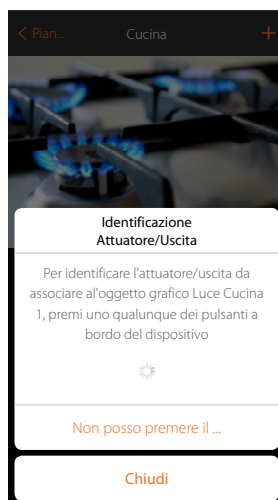 < Pian... Cucina +
Identificazione
Attuatore/Uscita
Per identificare l'attuatore/uscita da
associare al'oggetto grafico Luce Cucina
1, premi uno qualunque dei pulsanti a
bordo del dispositivo
Non posso premere il ...
Chiudi